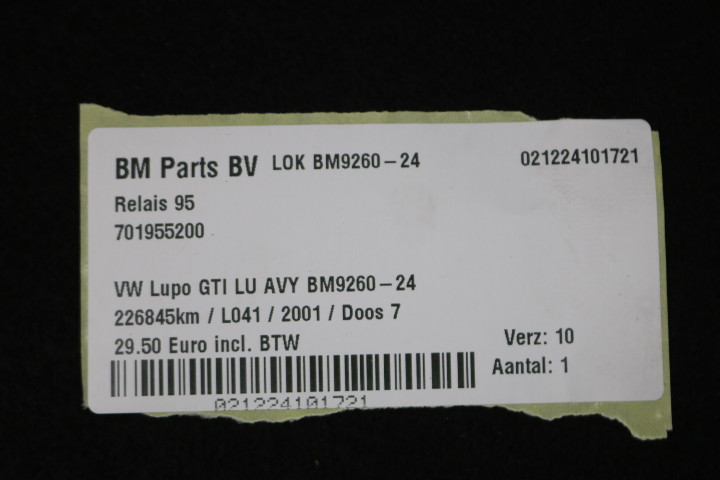 BM Parts BV LOK BM9260-24 021224101721
Relais 95
701955200
VW Lupo GTI LU AVY BM9260-24
226845km / L041 / 2001 / Doos 7
29.50 Euro incl. BTW Verz: 10
Aantal: 1
021224101721